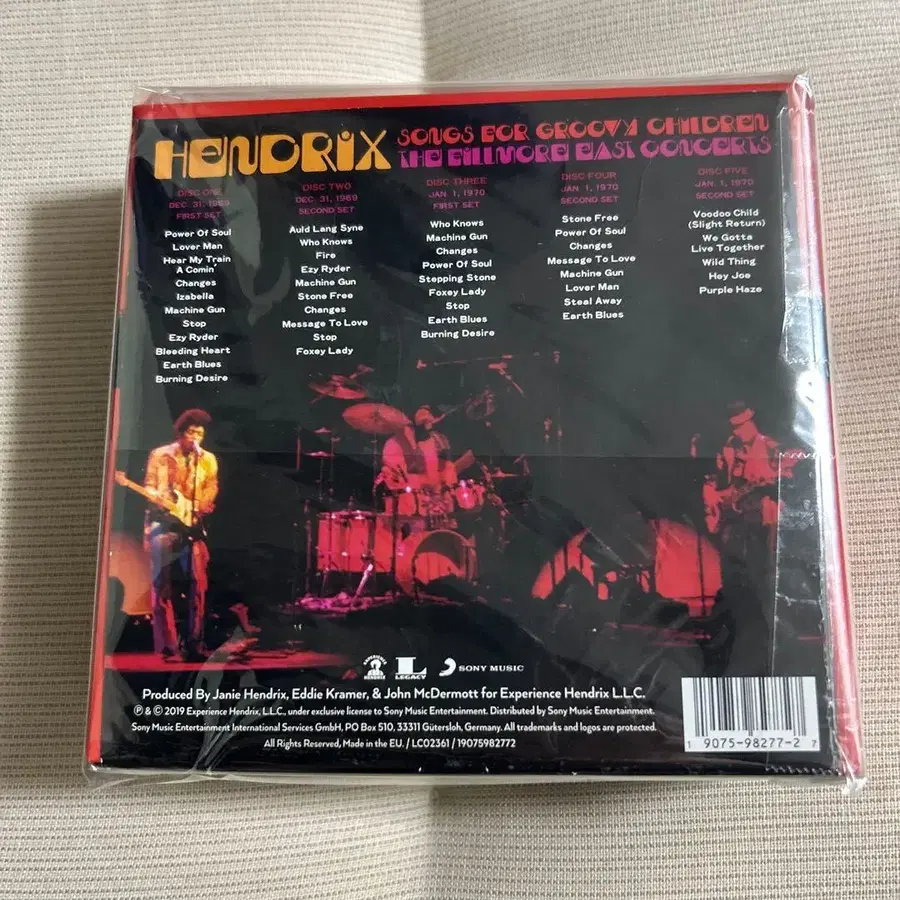 HENDRIX
SONGS FOR GROOVY CHILDREN
THE FILLMORE EAST CONCERTS
DISC ONE
DEC. 31, 1969
FIRST SET
Power Of Soul
Lover Man
Hear My Train
A Comin'
Changes
Izabella
Machine Gun
Stop
Ezy Ryder
Bleeding Heart
Earth Blues
Burning Desire
DISC TWO
DEC. 31, 1969
SECOND SET
Auld Lang Syne
Who Knows
Fire
Ezy Ryder
Machine Gun
Stone Free
Changes
Message To Love
Stop
Foxey Lady
DISC THREE
JAN. 1, 1970
FIRST SET
Who Knows
Machine Gun
Changes
Power Of Soul
Stepping Stone
Foxey Lady
Stop
Earth Blues
Burning Desire
DISC FOUR
JAN. 1, 1970
SECOND SET
Stone Free
Power Of Soul
Changes
Message To Love
Machine Gun
Lover Man
Steal Away
Earth Blues
DISC FIVE
JAN. 1, 1970
SECOND SET
Voodoo Child
(Slight Return)
We Gotta
Live Together
Wild Thing
Hey Joe
Purple Haze
EXPERIENCE
HENDRIX
L
LEGACY
SONY MUSIC
Produced By Janie Hendrix, Eddie Kramer, & John McDermott for Experience Hendrix L.L.C.
℗ & © 2019 Experience Hendrix, L.L.C., under exclusive license to Sony Music Entertainment. Distributed by Sony Music Entertainment.
Sony Music Entertainment International Services GmbH, PO Box 510, 33311 Gütersloh, Germany. All trademarks and logos are protected.
All Rights Reserved, Made in the EU. / LC02361 / 19075982772
1 9075-98277-2 7